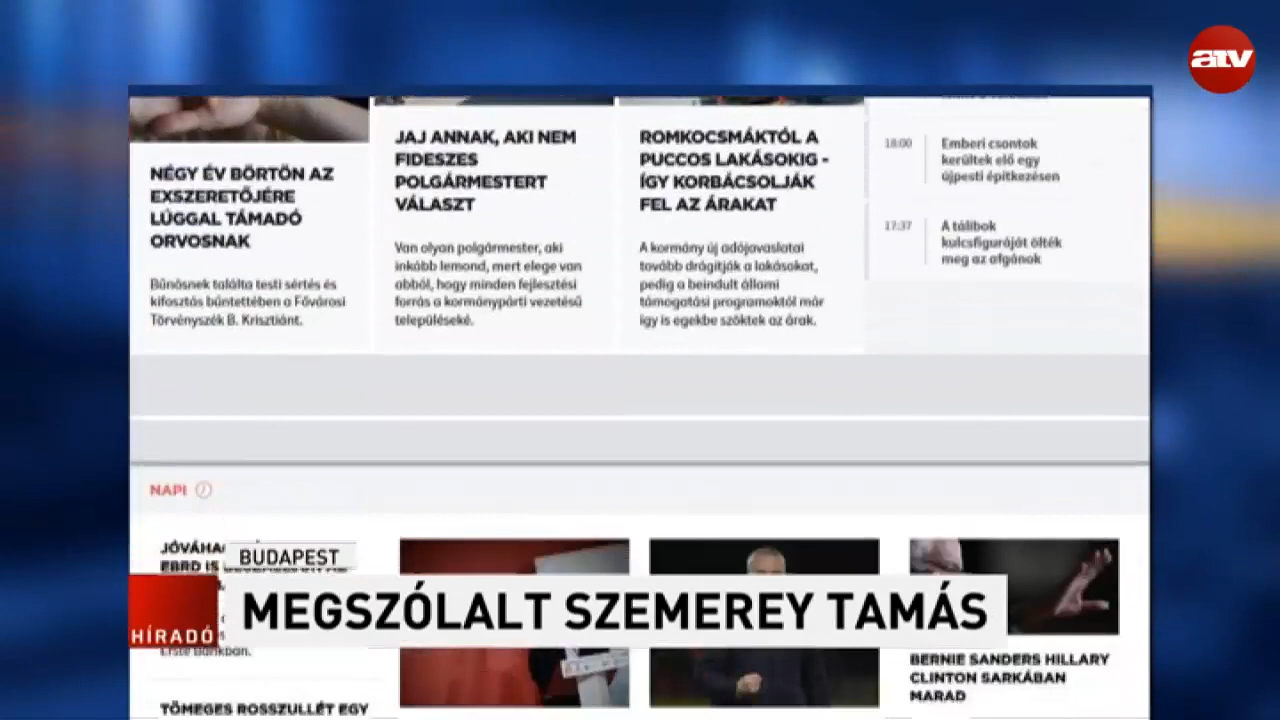 atv
NÉGY ÉV BÖRTÖN AZ
EXSZERETŐJÉRE
LÚGGAL TÁMADÓ
ORVOSNAK
Bűnösnek találta testi sértés és
kifosztás bűntettében a Fővárosi
Törvényszék B. Krisztiánt.
JAJ ANNAK, AKI NEM
FIDESZES
POLGÁRMESTERT
VÁLASZT
Van olyan polgármester, aki
inkább lemond, mert elege van
abból, hogy minden fejlesztési
forrás a kormánypárti vezetésű
településeké.
ROMKOCSMÁKTÓL A
PUCCOS LAKÁSOKIG -
ÍGY KORBÁCSOLJÁK
FEL AZ ÁRAKAT
A kormány új adójavaslatai
tovább drágítják a lakásokat,
pedig a beindult állami
támogatási programoktól már
így is egekbe szöktek az árak.
18:00
Emberi csontok
kerültek elő egy
újpesti építkezésen
17:37
A tálibok
kulcsfiguráját ölték
meg az afgánok
NAPI
EBRD IS
BUDAPEST
HÍRADÓ
MEGSZÓLALT SZEMEREY TAMÁS
Erste Bankban.
TÖMEGES ROSSZULLÉT EGY
BERNIE SANDERS HILLARY
CLINTON SARKÁBAN
MARAD